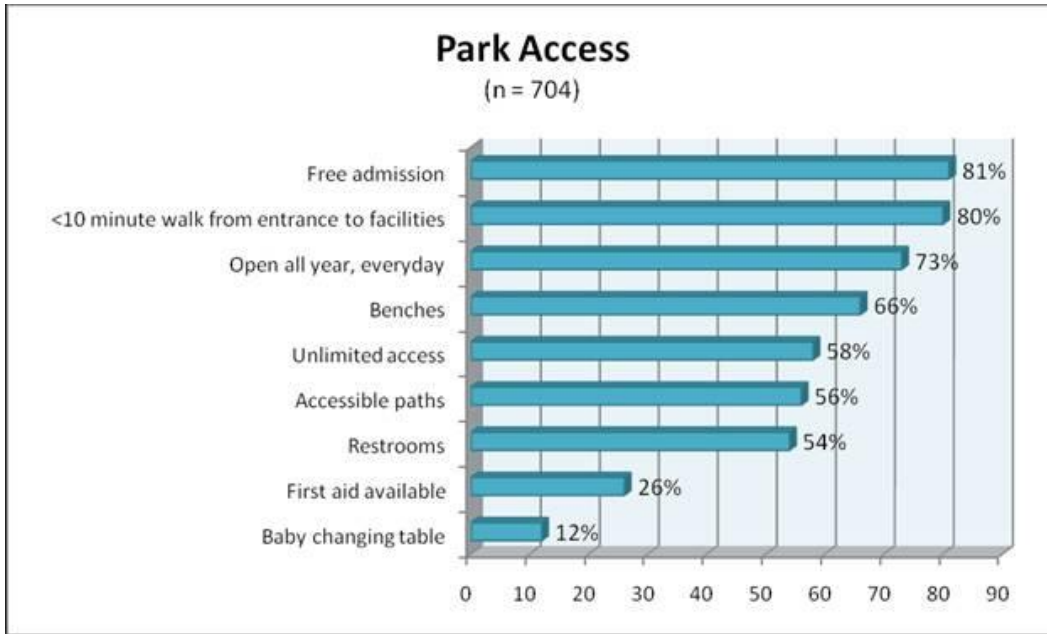 Park Access
(n = 704)
Free admission 81%
<10 minute walk from entrance to facilities 80%
Open all year, everyday 73%
Benches 66%
Unlimited access 58%
Accessible paths 56%
Restrooms 54%
First aid available 26%
Baby changing table 12%
0 10 20 30 40 50 60 70 80 90